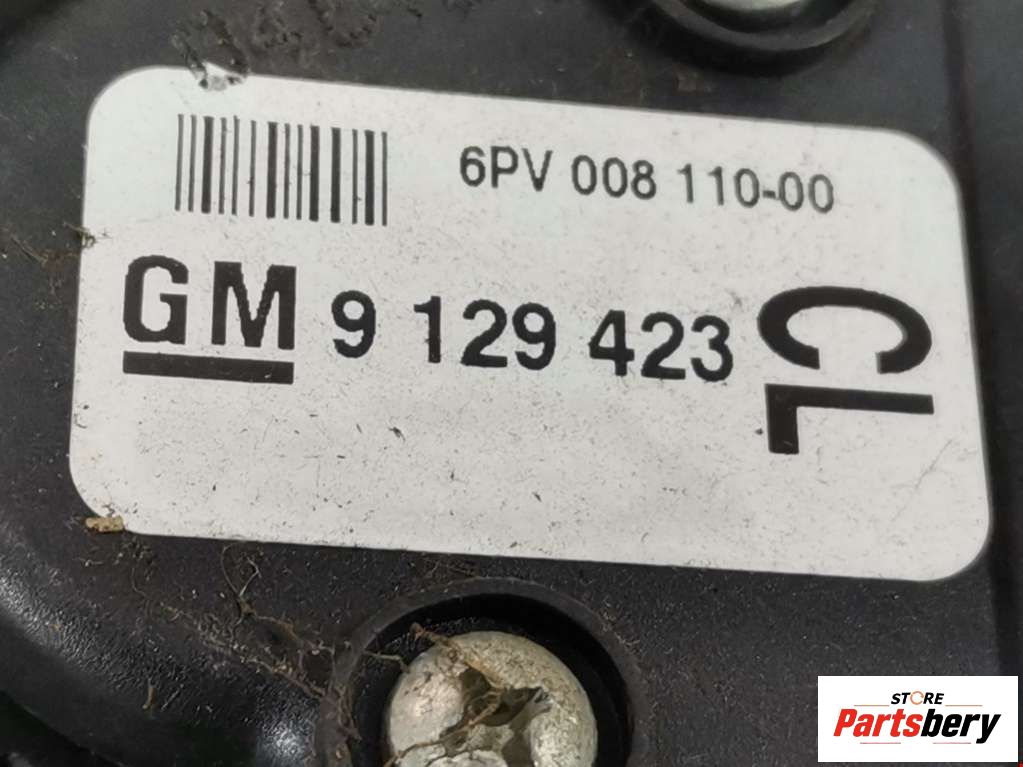 6PV 008 110-00
GM 9 129 423 CL
STORE
Partsbery